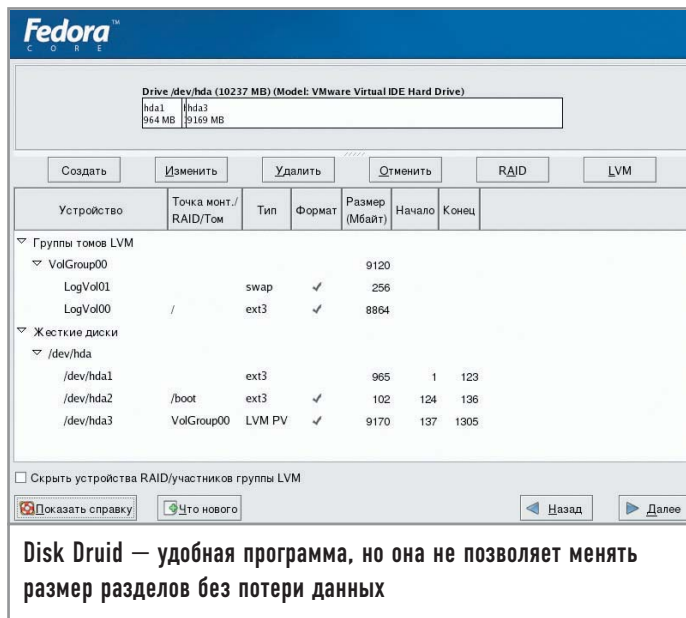 Fedora™
CORE
Drive /dev/hda (10237 MB) (Model: VMware Virtual IDE Hard Drive)
hda1 hda3
964 MB 9169 MB
Создать Изменить Удалить Отменить RAID LVM
Устройство Точка монт./ RAID/Том Тип Формат Размер (Мбайт) Начало Конец
Группы томов LVM
VolGroup00 9120
LogVol01 swap ✓ 256
LogVol00 / ext3 ✓ 8864
Жесткие диски
/dev/hda
/dev/hda1 ext3 965 1 123
/dev/hda2 /boot ext3 ✓ 102 124 136
/dev/hda3 VolGroup00 LVM PV ✓ 9170 137 1305
Скрыть устройства RAID/участников группы LVM
Показать справку Что нового Назад Далее
Disk Druid — удобная программа, но она не позволяет менять
размер разделов без потери данных